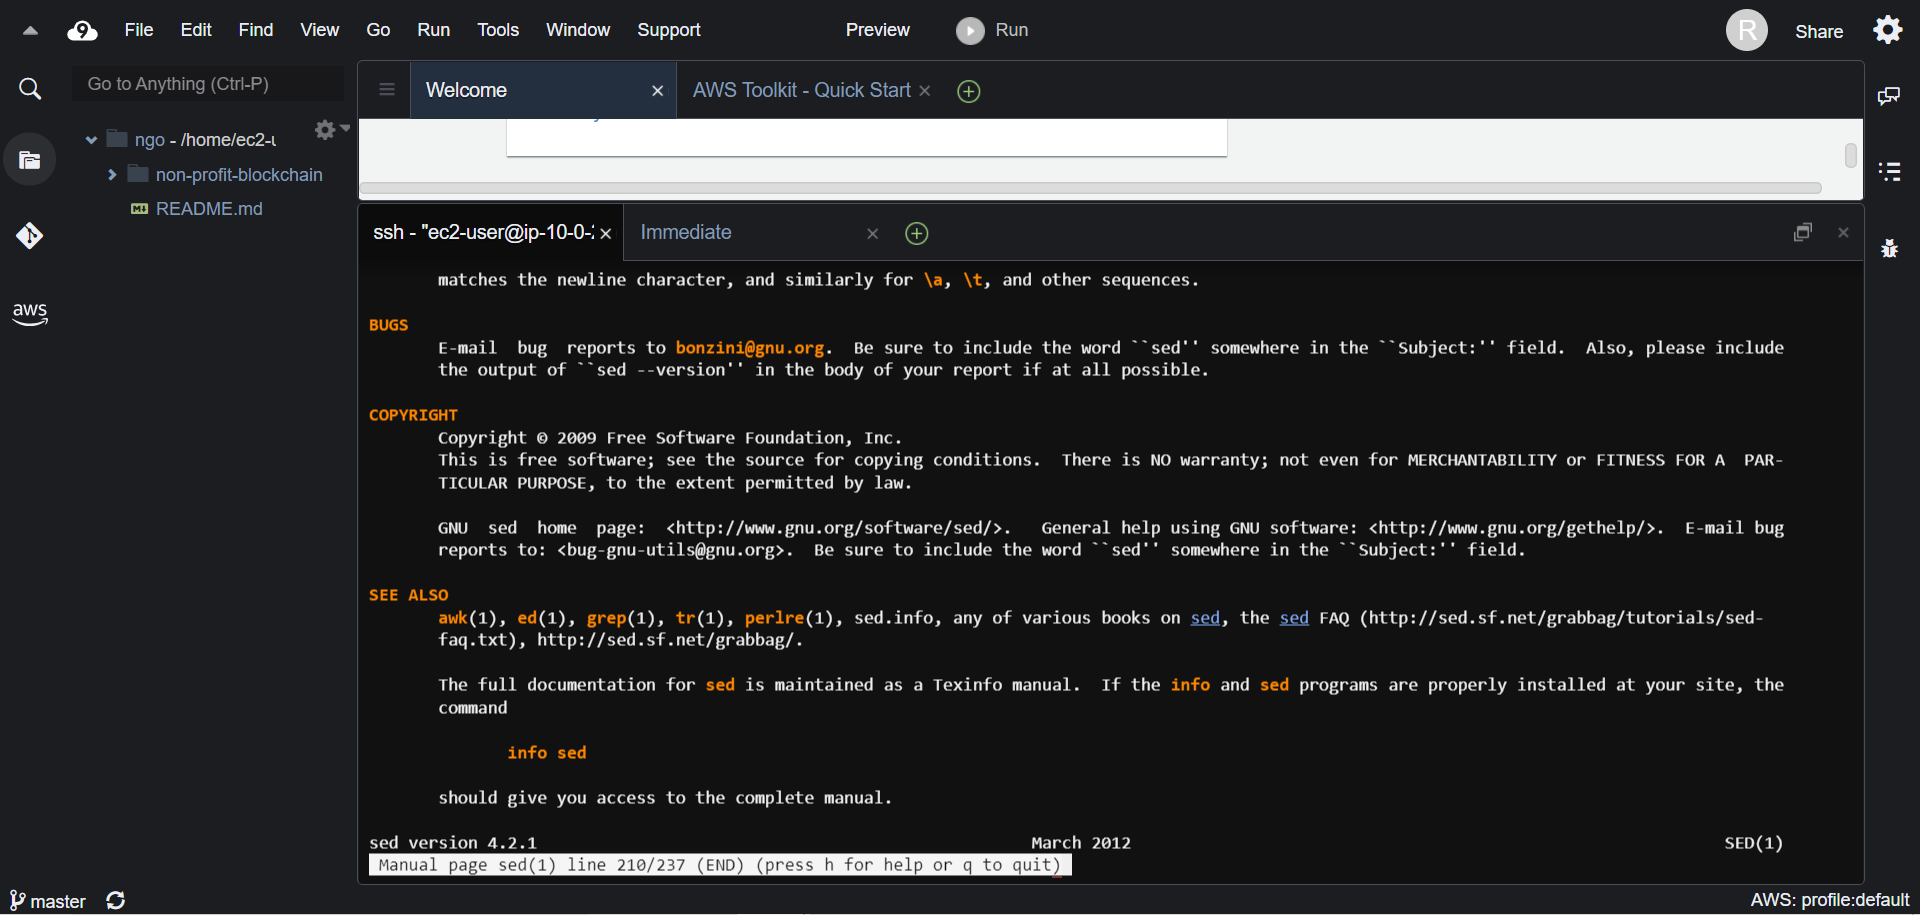 9 File Edit Find View Go Run Tools Window Support Preview Run R Share
Go to Anything (Ctrl-P)
Welcome AWS Toolkit - Quick Start
ngo - /home/ec2-u
non-profit-blockchain
M↓ README.md
aws
ssh - "ec2-user@ip-10-0-2 Immediate
matches the newline character, and similarly for \a, \t, and other sequences.
BUGS
E-mail bug reports to bonzini@gnu.org. Be sure to include the word ``sed'' somewhere in the ``Subject:'' field. Also, please include
the output of ``sed --version'' in the body of your report if at all possible.
COPYRIGHT
Copyright © 2009 Free Software Foundation, Inc.
This is free software; see the source for copying conditions. There is NO warranty; not even for MERCHANTABILITY or FITNESS FOR A PAR-
TICULAR PURPOSE, to the extent permitted by law.
GNU sed home page: <http://www.gnu.org/software/sed/>. General help using GNU software: <http://www.gnu.org/gethelp/>. E-mail bug
reports to: <bug-gnu-utils@gnu.org>. Be sure to include the word ``sed'' somewhere in the ``Subject:'' field.
SEE ALSO
awk(1), ed(1), grep(1), tr(1), perlre(1), sed.info, any of various books on sed, the sed FAQ (http://sed.sf.net/grabbag/tutorials/sed-
faq.txt), http://sed.sf.net/grabbag/.
The full documentation for sed is maintained as a Texinfo manual. If the info and sed programs are properly installed at your site, the
command
info sed
should give you access to the complete manual.
sed version 4.2.1 March 2012 SED(1)
Manual page sed(1) line 210/237 (END) (press h for help or q to quit)
master AWS: profile:default